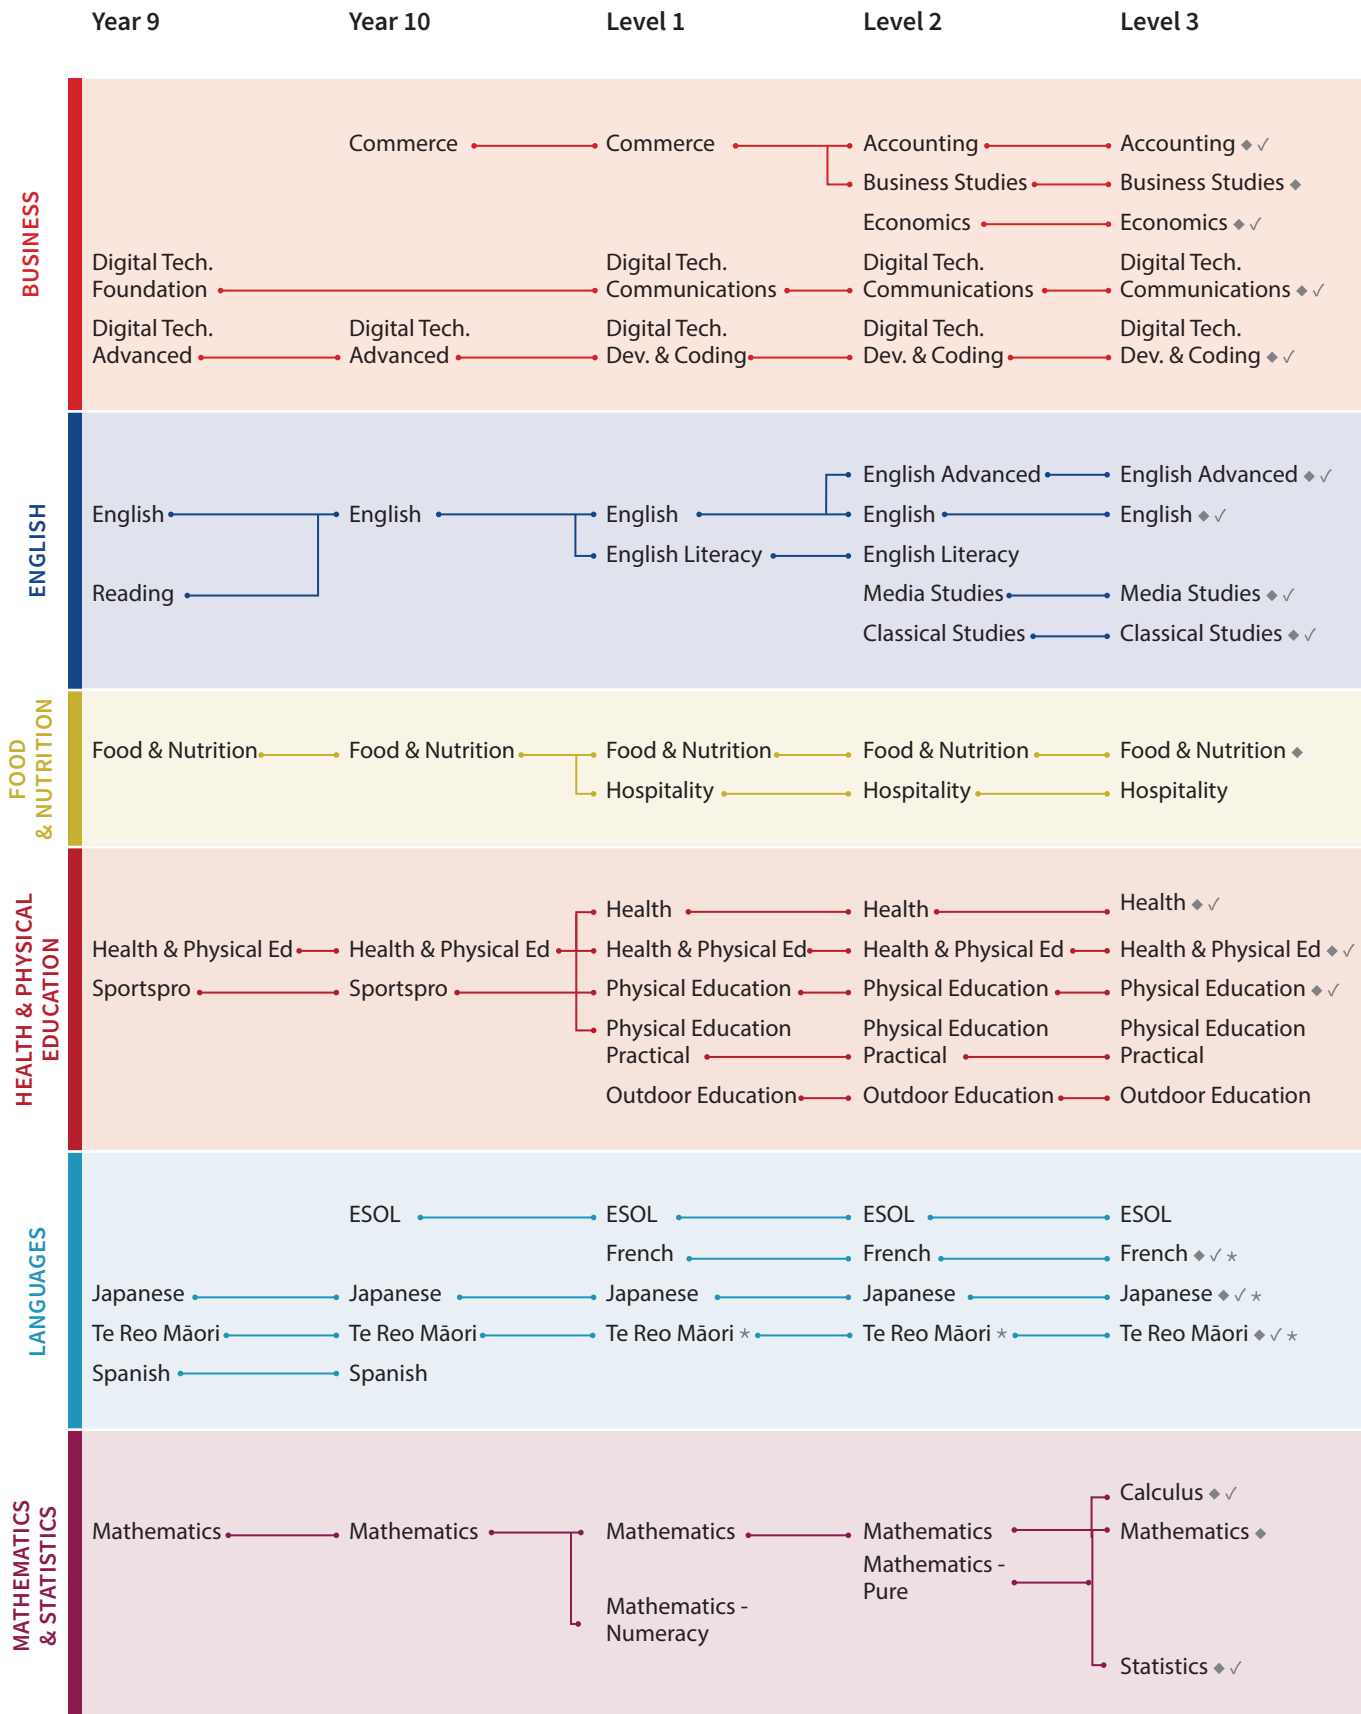 Year 9 Year 10 Level 1 Level 2 Level 3
BUSINESS
Commerce Commerce Accounting Accounting ◆ ✓
Business Studies Business Studies ◆
Economics Economics ◆ ✓
Digital Tech. Digital Tech. Digital Tech. Digital Tech.
Foundation Communications Communications Communications ◆ ✓
Digital Tech. Digital Tech. Digital Tech. Digital Tech. Digital Tech.
Advanced Advanced Dev. & Coding Dev. & Coding Dev. & Coding ◆ ✓
ENGLISH
English Advanced English Advanced ◆ ✓
English English English English English ◆ ✓
English Literacy English Literacy
Reading Media Studies Media Studies ◆ ✓
Classical Studies Classical Studies ◆ ✓
FOOD
& NUTRITION
Food & Nutrition Food & Nutrition Food & Nutrition Food & Nutrition Food & Nutrition ◆
Hospitality Hospitality Hospitality
HEALTH & PHYSICAL
EDUCATION
Health Health Health ◆ ✓
Health & Physical Ed Health & Physical Ed Health & Physical Ed Health & Physical Ed Health & Physical Ed ◆ ✓
Sportspro Sportspro Physical Education Physical Education Physical Education ◆ ✓
Physical Education Physical Education Physical Education
Practical Practical Practical
Outdoor Education Outdoor Education Outdoor Education
LANGUAGES
ESOL ESOL ESOL ESOL
French French French ◆ ✓ *
Japanese Japanese Japanese Japanese Japanese ◆ ✓ *
Te Reo Māori Te Reo Māori Te Reo Māori * Te Reo Māori * Te Reo Māori ◆ ✓ *
Spanish Spanish
MATHEMATICS
& STATISTICS
Calculus ◆ ✓
Mathematics Mathematics Mathematics Mathematics Mathematics ◆
Mathematics -
Pure
Mathematics -
Numeracy
Statistics ◆ ✓